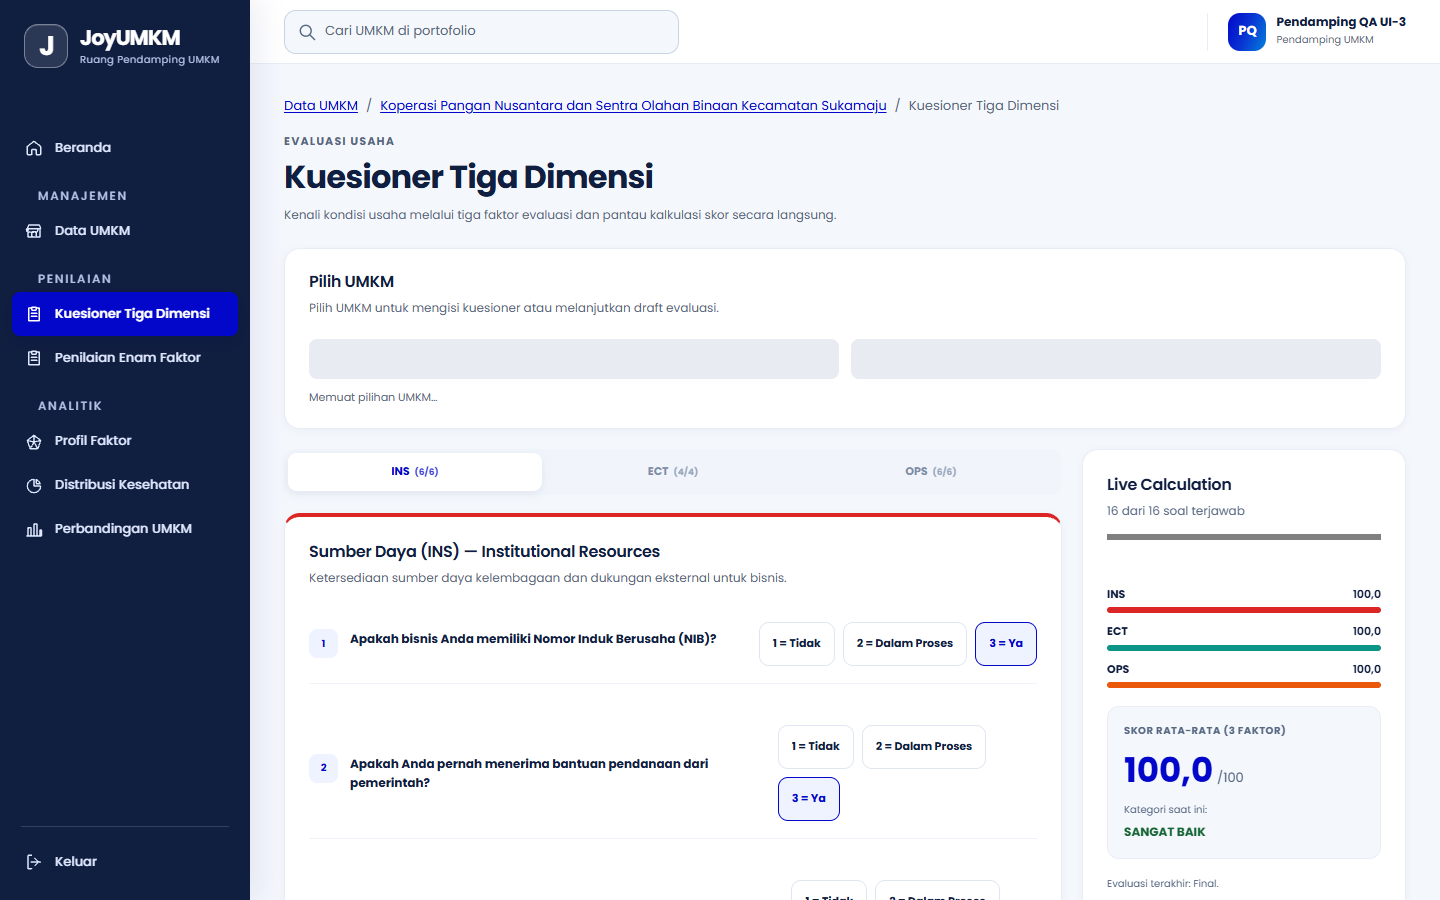 J
JoyUMKM
Ruang Pendamping UMKM
Beranda
MANAJEMEN
Data UMKM
PENILAIAN
Kuesioner Tiga Dimensi
Penilaian Enam Faktor
ANALITIK
Profil Faktor
Distribusi Kesehatan
Perbandingan UMKM
Keluar
Cari UMKM di portofolio
PQ
Pendamping QA UI-3
Pendamping UMKM
Data UMKM / Koperasi Pangan Nusantara dan Sentra Olahan Binaan Kecamatan Sukamaju / Kuesioner Tiga Dimensi
EVALUASI USAHA
Kuesioner Tiga Dimensi
Kenali kondisi usaha melalui tiga faktor evaluasi dan pantau kalkulasi skor secara langsung.
Pilih UMKM
Pilih UMKM untuk mengisi kuesioner atau melanjutkan draft evaluasi.
Memuat pilihan UMKM...
INS (6/6) ECT (4/4) OPS (6/6)
Sumber Daya (INS) — Institutional Resources
Ketersediaan sumber daya kelembagaan dan dukungan eksternal untuk bisnis.
1 Apakah bisnis Anda memiliki Nomor Induk Berusaha (NIB)? 1 = Tidak 2 = Dalam Proses 3 = Ya
2 Apakah Anda pernah menerima bantuan pendanaan dari
pemerintah?
1 = Tidak 2 = Dalam Proses
3 = Ya
1 = Tidak 2 = Dalam Proses
Live Calculation
16 dari 16 soal terjawab
INS 100,0
ECT 100,0
OPS 100,0
SKOR RATA-RATA (3 FAKTOR)
100,0 /100
Kategori saat ini:
SANGAT BAIK
Evaluasi terakhir: Final.